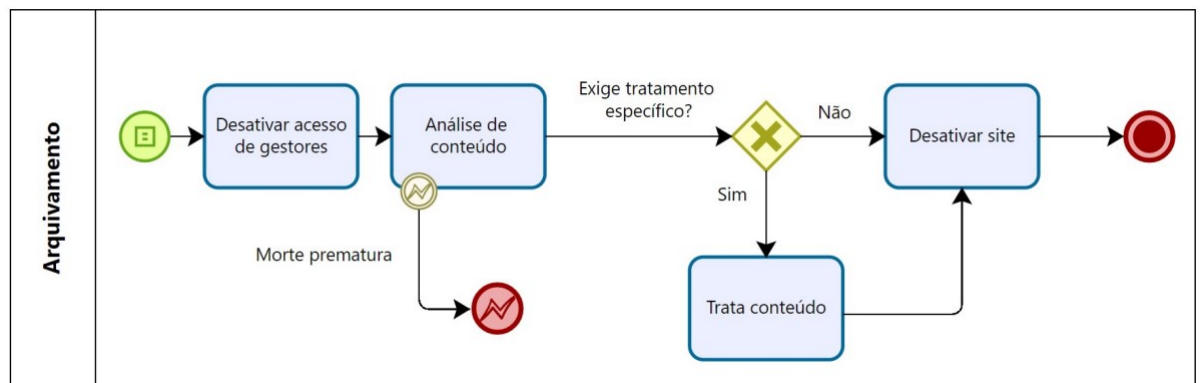 Arquivamento
Desativar acesso
de gestores
Análise de
conteúdo
Morte prematura
Exige tratamento
específico?
Não
Sim
Trata conteúdo
Desativar site